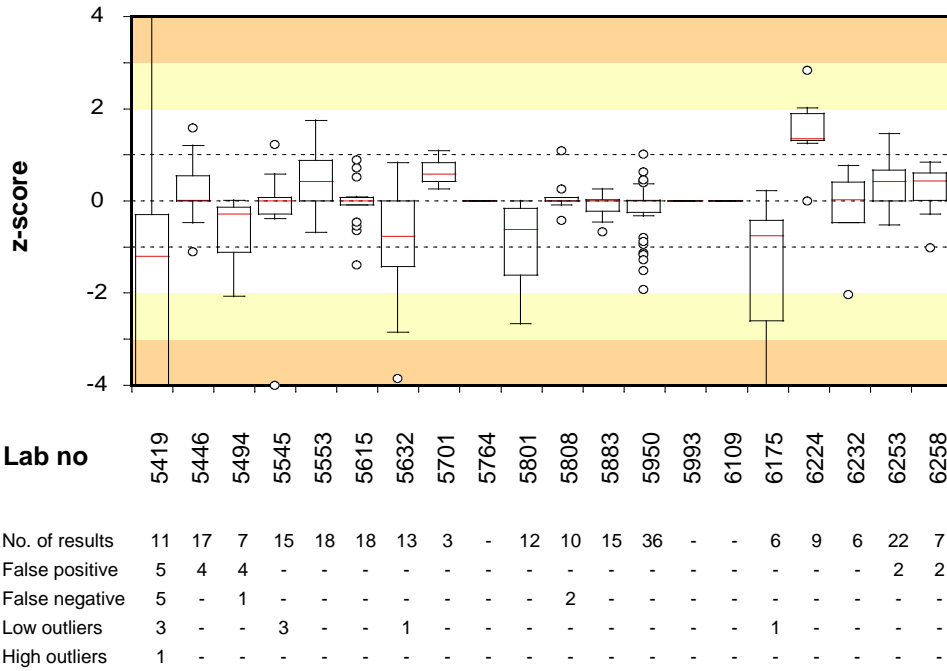 4
2
0
-2
-4
z-score
Lab no 5419 5446 5494 5545 5553 5615 5632 5701 5764 5801 5808 5883 5950 5993 6109 6175 6224 6232 6253 6258
No. of results 11 17 7 15 18 18 13 3 - 12 10 15 36 - - 6 9 6 22 7
False positive 5 4 4 - - - - - - - - - - - - - - - 2 2
False negative 5 - 1 - - - - - - - 2 - - - - - - - - -
Low outliers 3 - - 3 - - 1 - - - - - - - - 1 - - - -
High outliers 1 - - - - - - - - - - - - - - - - - - -